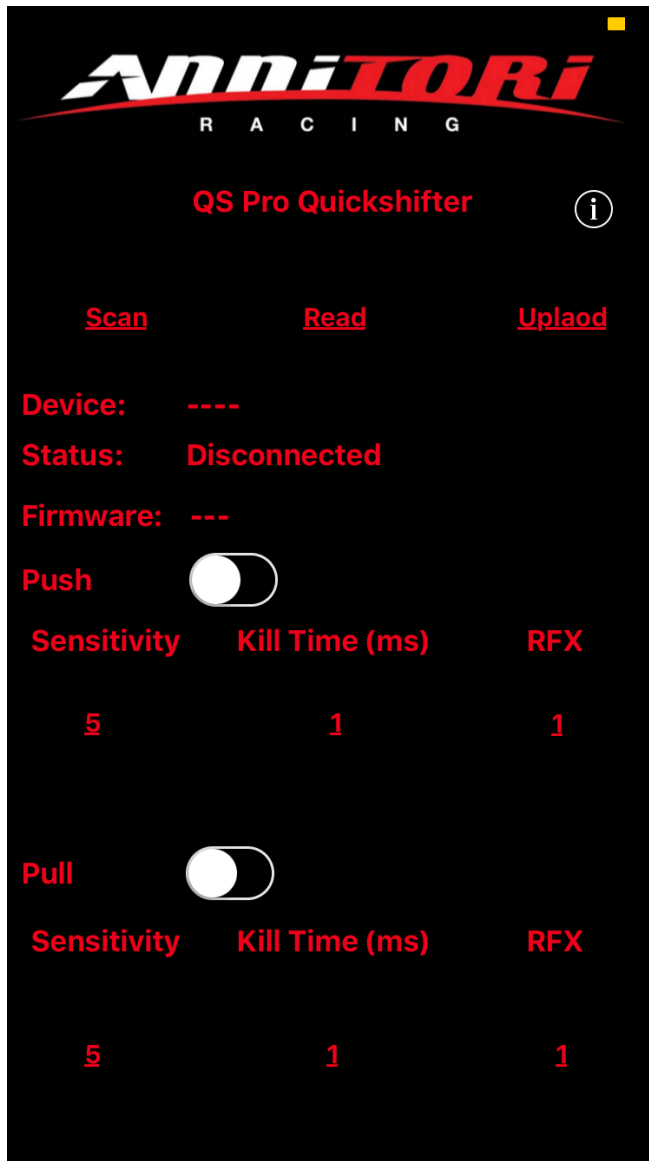 ANNITORI
RACING
QS Pro Quickshifter
i
Scan Read Uplaod
Device: ----
Status: Disconnected
Firmware: ---
Push
Sensitivity Kill Time (ms) RFX
5 1 1
Pull
Sensitivity Kill Time (ms) RFX
5 1 1